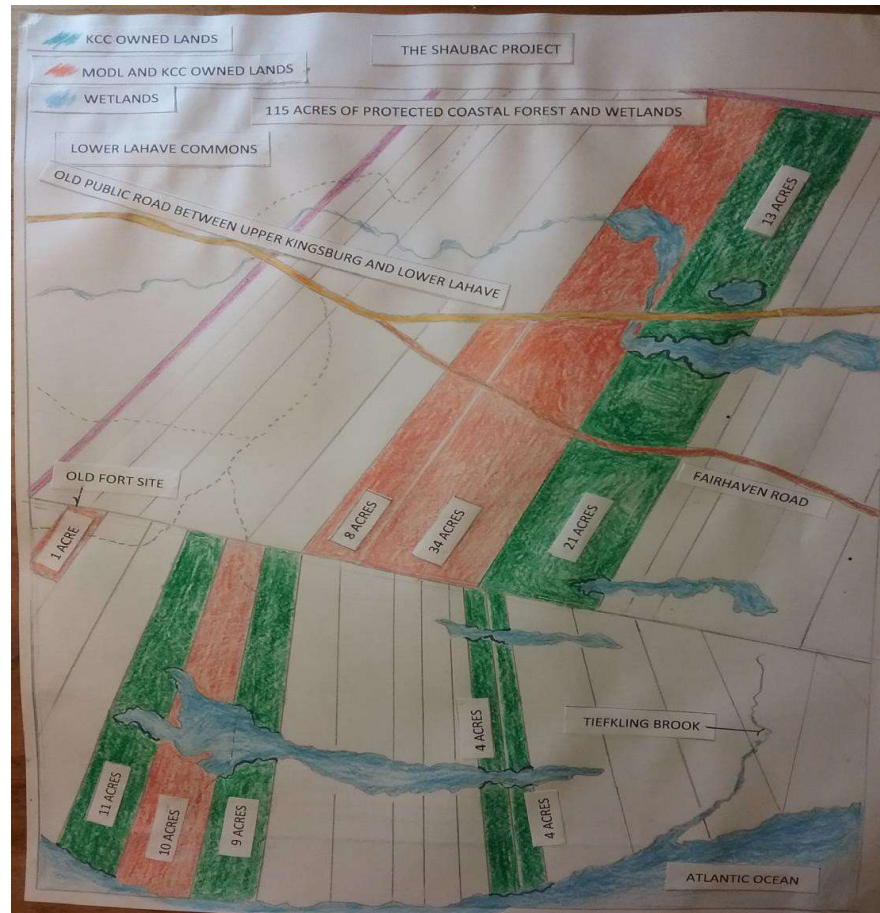 KCC OWNED LANDS
THE SHAUBAC PROJECT
MODL AND KCC OWNED LANDS
WETLANDS
115 ACRES OF PROTECTED COASTAL FOREST AND WETLANDS
LOWER LAHAVE COMMONS
OLD PUBLIC ROAD BETWEEN UPPER KINGSBURG AND LOWER LAHAVE
13 ACRES
OLD FORT SITE
1 ACRE
8 ACRES
34 ACRES
21 ACRES
FAIRHAVEN ROAD
TIEFKLING BROOK
4 ACRES
11 ACRES
10 ACRES
9 ACRES
4 ACRES
ATLANTIC OCEAN